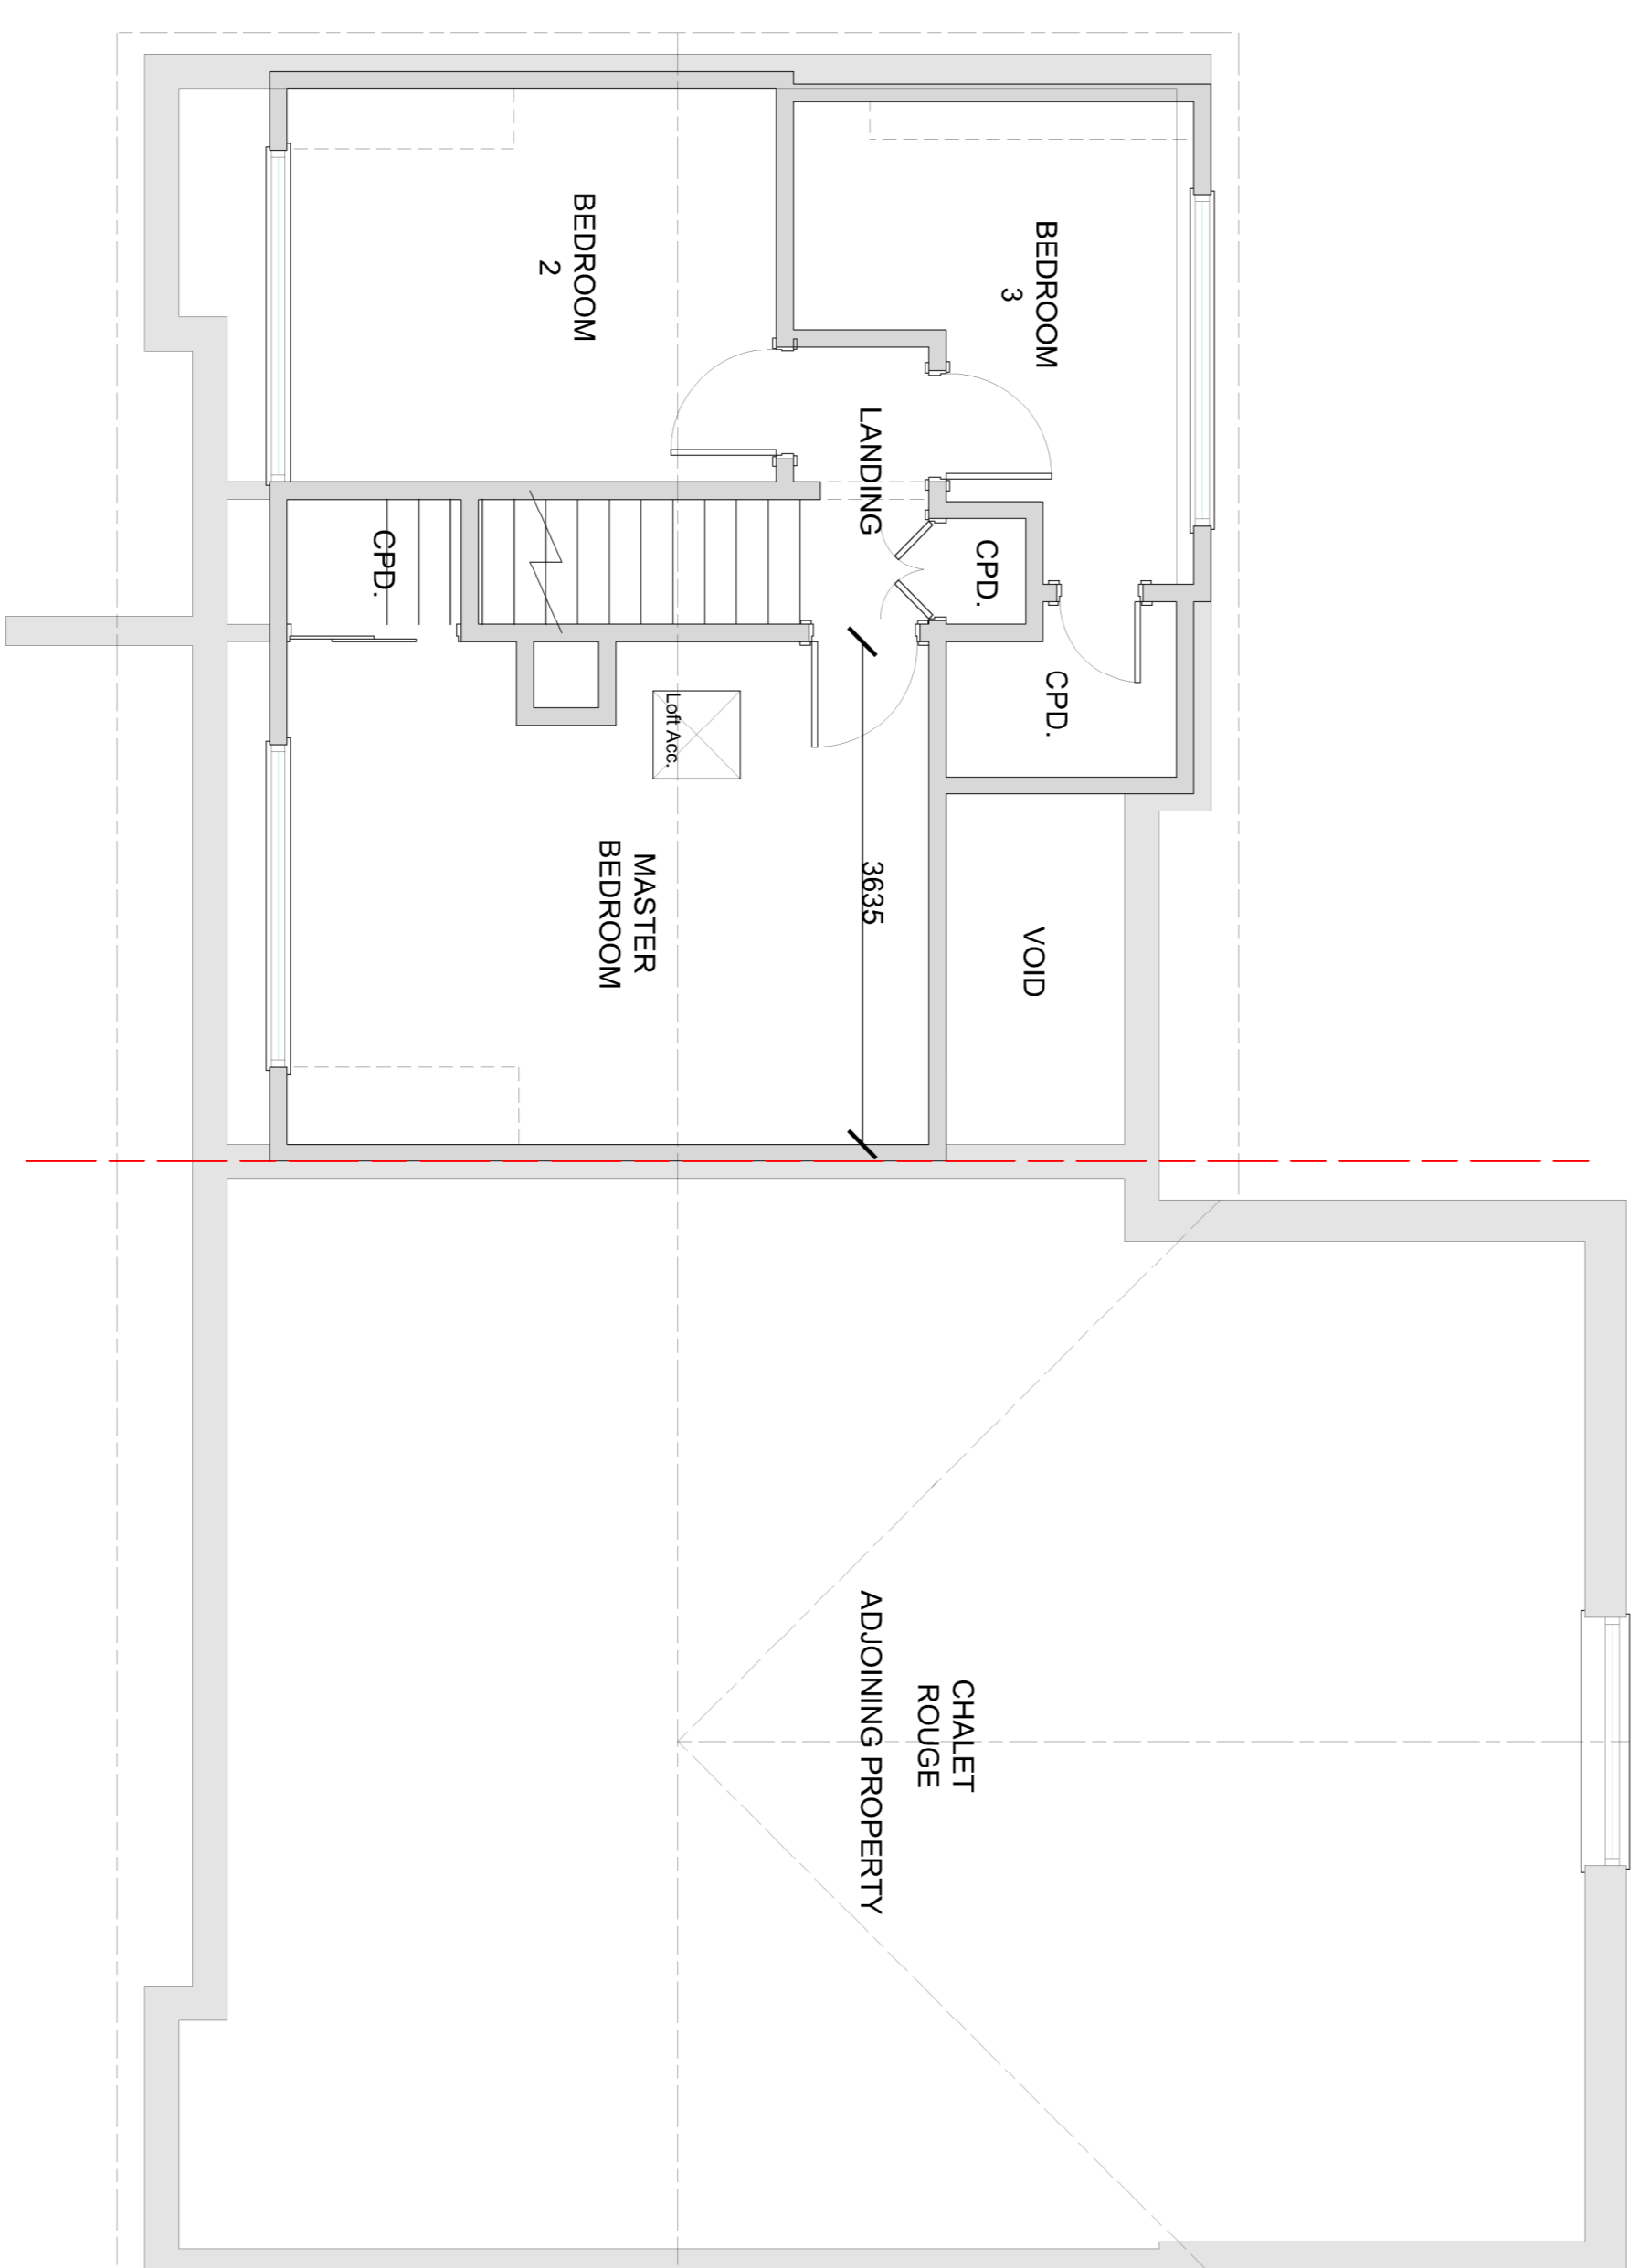 BEDROOM
3
BEDROOM
2
LANDING
CPD.
CPD.
CPD.
Loft Acc.
3635
MASTER
BEDROOM
VOID
CHALET
ROUGE
ADJOINING PROPERTY